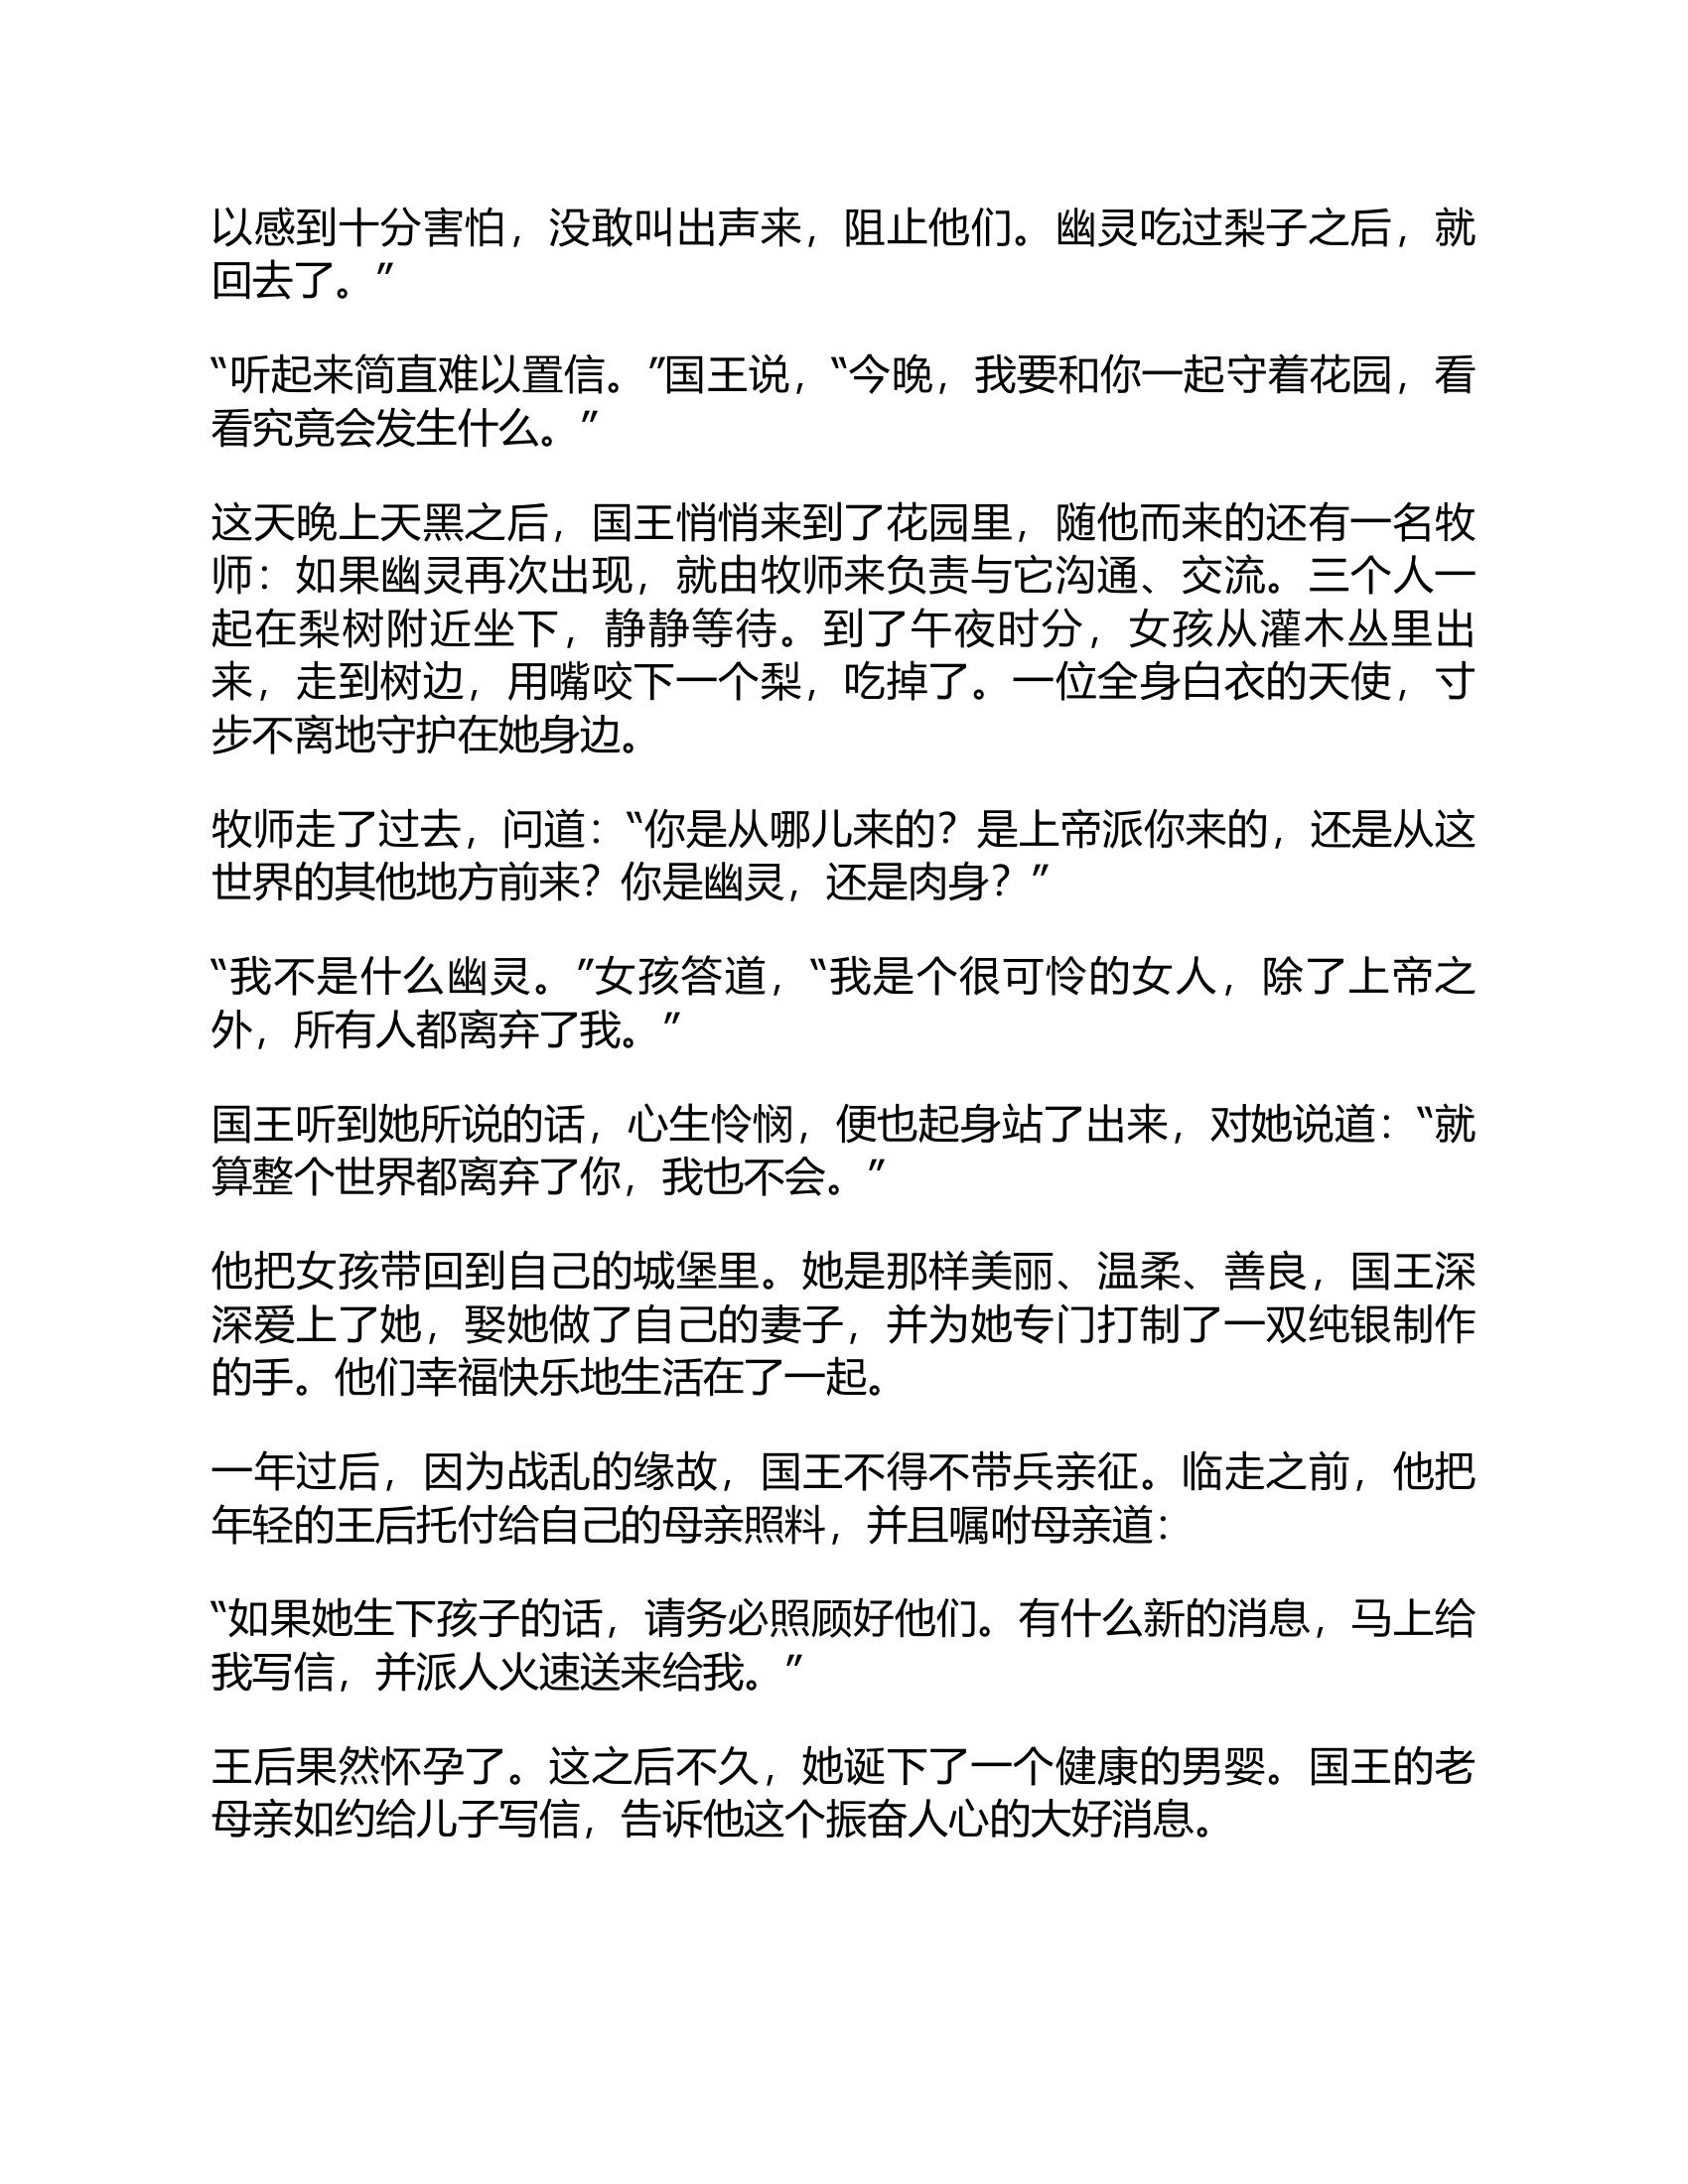 以感到十分害怕，没敢叫出声来，阻止他们。幽灵吃过梨子之后，就
回去了。”
“听起来简直难以置信。”国王说，“今晚，我要和你一起守着花园，看
看究竟会发生什么。”
这天晚上天黑之后，国王悄悄来到了花园里，随他而来的还有一名牧
师：如果幽灵再次出现，就由牧师来负责与它沟通、交流。三个人一
起在梨树附近坐下，静静等待。到了午夜时分，女孩从灌木丛里出
来，走到树边，用嘴咬下一个梨，吃掉了。一位全身白衣的天使，寸
步不离地守护在她身边。
牧师走了过去，问道：“你是从哪儿来的？是上帝派你来的，还是从这
世界的其他地方前来？你是幽灵，还是肉身？”
“我不是什么幽灵。”女孩答道，“我是个很可怜的女人，除了上帝之
外，所有人都离弃了我。”
国王听到她所说的话，心生怜悯，便也起身站了出来，对她说道：“就
算整个世界都离弃了你，我也不会。”
他把女孩带回到自己的城堡里。她是那样美丽、温柔、善良，国王深
深爱上了她，娶她做了自己的妻子，并为她专门打制了一双纯银制作
的手。他们幸福快乐地生活在了一起。
一年过后，因为战乱的缘故，国王不得不带兵亲征。临走之前，他把
年轻的王后托付给自己的母亲照料，并且嘱咐母亲道：
“如果她生下孩子的话，请务必照顾好他们。有什么新的消息，马上给
我写信，并派人火速送来给我。”
王后果然怀孕了。这之后不久，她诞下了一个健康的男婴。国王的老
母亲如约给儿子写信，告诉他这个振奋人心的大好消息。